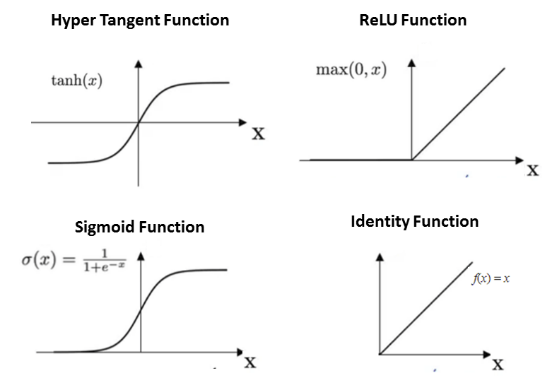 Hyper Tangent Function
tanh(x)
X
ReLU Function
max(0, x)
X
Sigmoid Function
σ(x) = 1/1+e^-x
X
Identity Function
f(x) = x
X